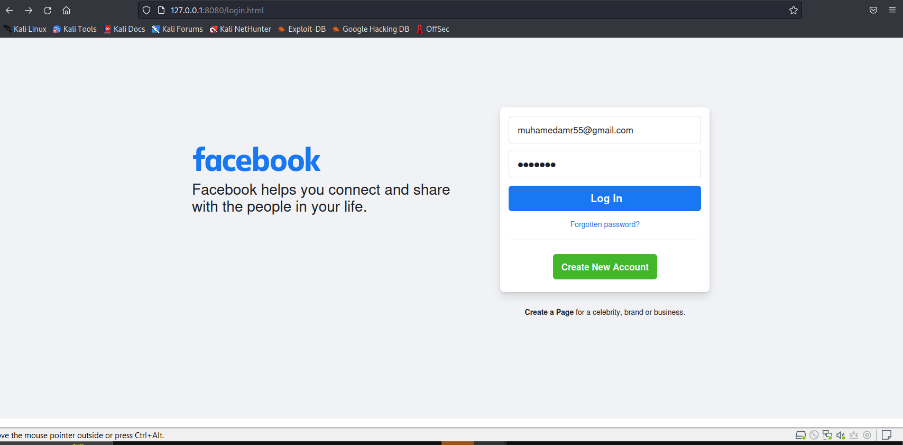 127.0.0.1:8080/login.html
Kali Linux Kali Tools Kali Docs Kali Forums Kali NetHunter Exploit-DB Google Hacking DB OffSec
muhamedamr55@gmail.com
facebook
Facebook helps you connect and share
with the people in your life.
Log In
Forgotten password?
Create New Account
Create a Page for a celebrity, brand or business.
the mouse pointer outside or press Ctrl+Alt.